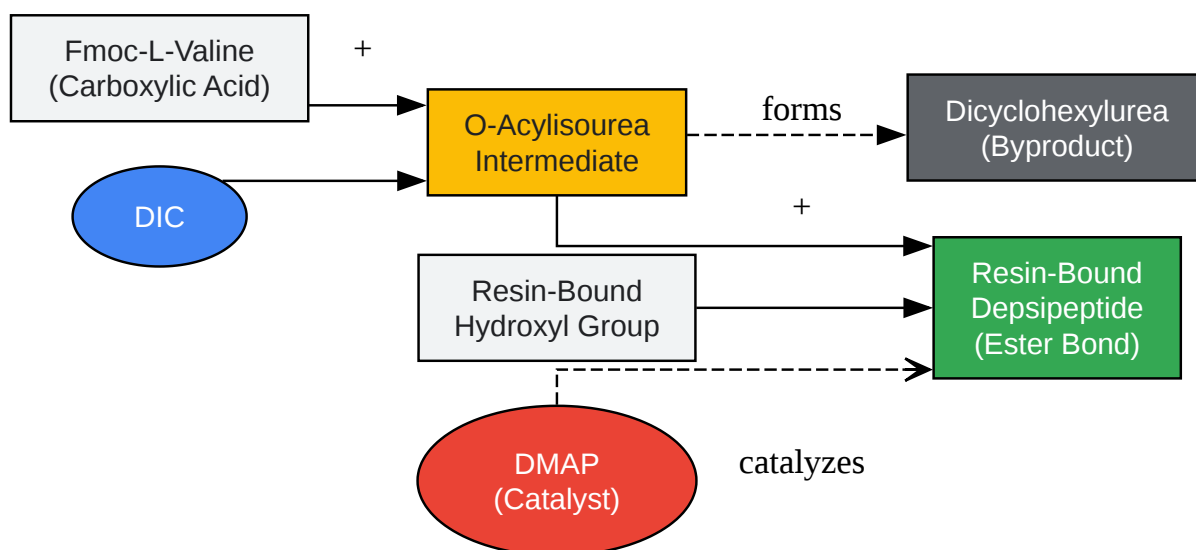 Fmoc-L-Valine
(Carboxylic Acid)
+
O-Acylisourea
Intermediate
forms
Dicyclohexylurea
(Byproduct)
DIC
+
Resin-Bound
Hydroxyl Group
Resin-Bound
Depsipeptide
(Ester Bond)
DMAP
(Catalyst)
catalyzes